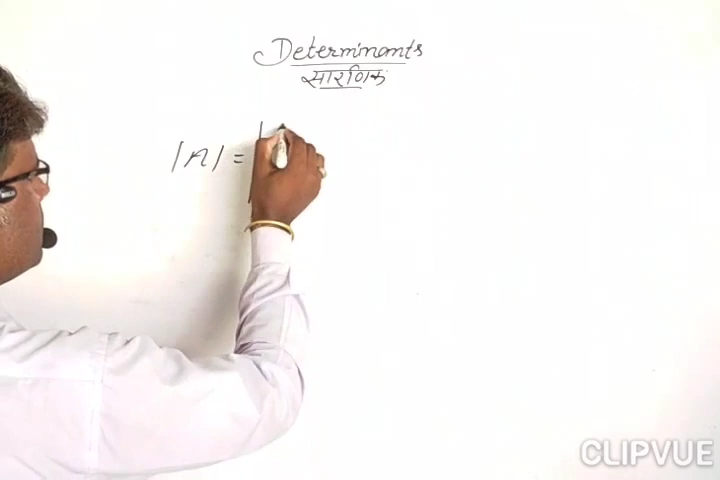 Determinants
सारणिक
|A| = |
CLIPVUE